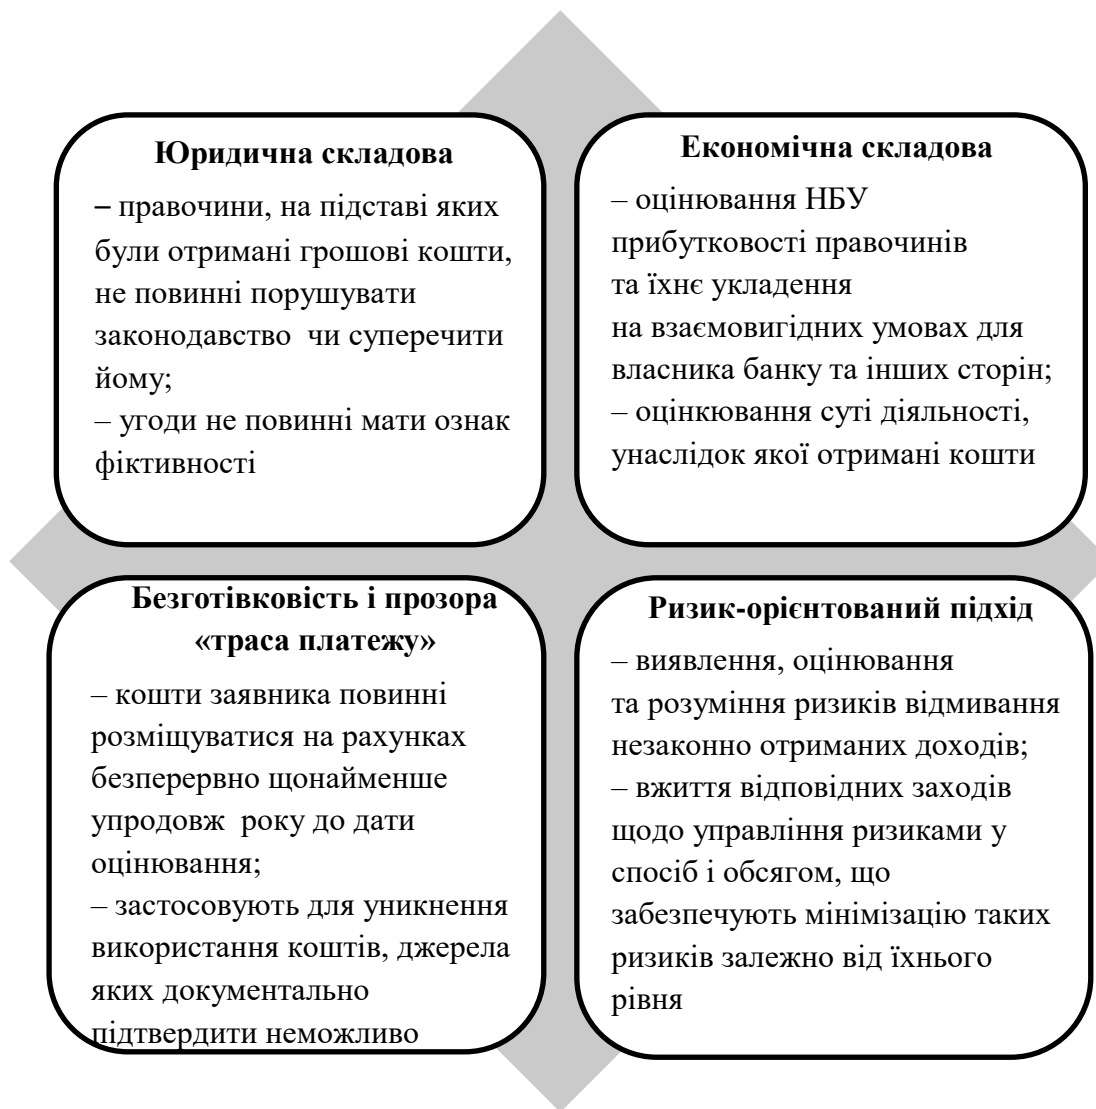 Юридична складова
– правочини, на підставі яких
були отримані грошові кошти,
не повинні порушувати
законодавство чи суперечити
йому;
– угоди не повинні мати ознак
фіктивності
Економічна складова
– оцінювання НБУ
прибутковості правочинів
та їхнє укладення
на взаємовигідних умовах для
власника банку та інших сторін;
– оцінкювання суті діяльності,
унаслідок якої отримані кошти
Безготівковість і прозора
«траса платежу»
– кошти заявника повинні
розміщуватися на рахунках
безперервно щонайменше
упродовж року до дати
оцінювання;
– застосовують для уникнення
використання коштів, джерела
яких документально
підтвердити неможливо
Ризик-орієнтований підхід
– виявлення, оцінювання
та розуміння ризиків відмивання
незаконно отриманих доходів;
– вжиття відповідних заходів
щодо управління ризиками у
спосіб і обсягом, що
забезпечують мінімізацію таких
ризиків залежно від їхнього
рівня